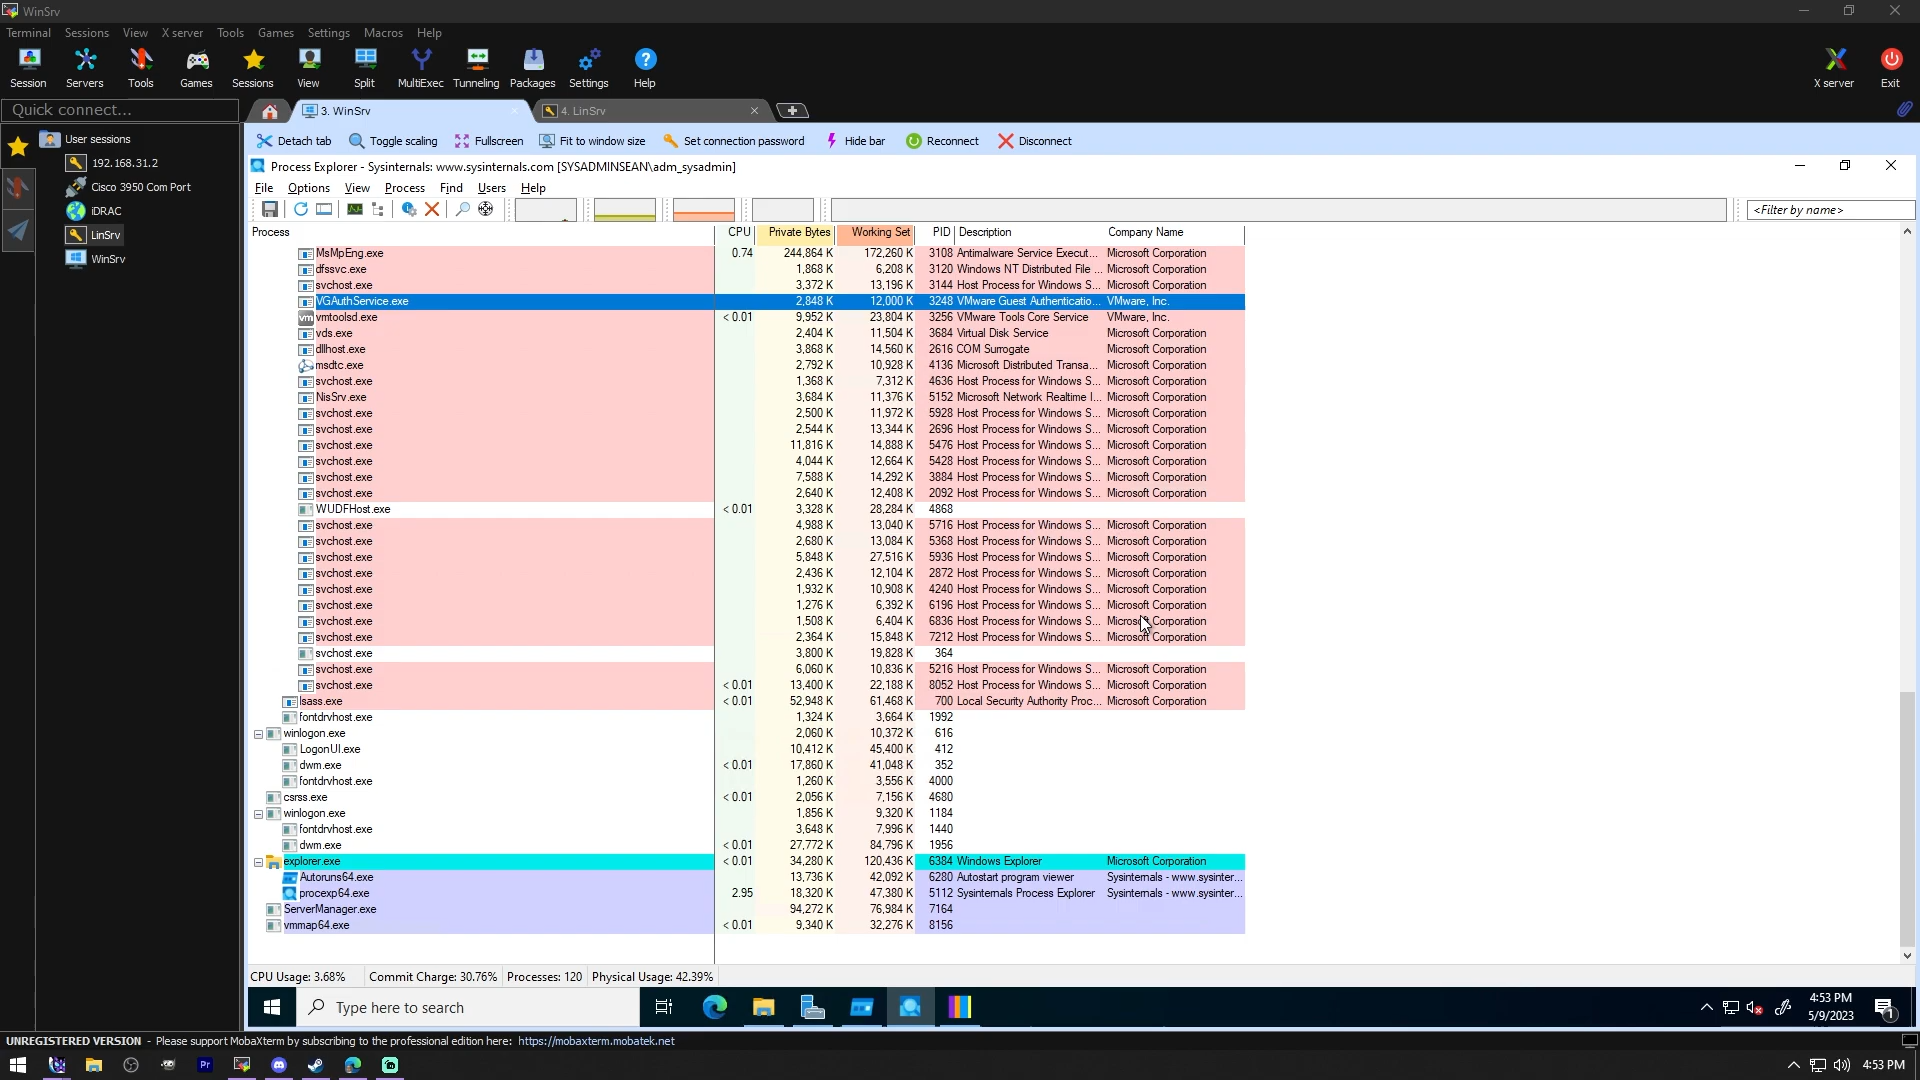 WinSrv
Terminal Sessions View X server Tools Games Settings Macros Help
Session Servers Tools Games Sessions View Split MultiExec Tunneling Packages Settings Help X server Exit
Quick connect... 3. WinSrv 4. LinSrv
User sessions
192.168.31.2
Cisco 3950 Com Port
iDRAC
LinSrv
WinSrv
Detach tab Toggle scaling Fullscreen Fit to window size Set connection password Hide bar Reconnect Disconnect
Process Explorer - Sysinternals: www.sysinternals.com [SYSADMINSEAN\adm_sysadmin]
File Options View Process Find Users Help
<Filter by name>
Process CPU Private Bytes Working Set PID Description Company Name
MsMpEng.exe 0.74 244,864 K 172,260 K 3108 Antimalware Service Execut... Microsoft Corporation
dfssvc.exe 1,868 K 6,208 K 3120 Windows NT Distributed File ... Microsoft Corporation
svchost.exe 3,372 K 13,196 K 3144 Host Process for Windows S... Microsoft Corporation
VGAuthService.exe 2,848 K 12,000 K 3248 VMware Guest Authenticatio... VMware, Inc.
vm vmtoolsd.exe < 0.01 9,952 K 23,804 K 3256 VMware Tools Core Service VMware, Inc.
vds.exe 2,404 K 11,504 K 3684 Virtual Disk Service Microsoft Corporation
dllhost.exe 3,868 K 14,560 K 2616 COM Surrogate Microsoft Corporation
msdtc.exe 2,792 K 10,928 K 4136 Microsoft Distributed Transa... Microsoft Corporation
svchost.exe 1,368 K 7,312 K 4636 Host Process for Windows S... Microsoft Corporation
NisSrv.exe 3,684 K 11,376 K 5152 Microsoft Network Realtime I... Microsoft Corporation
svchost.exe 2,500 K 11,972 K 5928 Host Process for Windows S... Microsoft Corporation
svchost.exe 2,544 K 13,344 K 2696 Host Process for Windows S... Microsoft Corporation
svchost.exe 11,816 K 14,888 K 5476 Host Process for Windows S... Microsoft Corporation
svchost.exe 4,044 K 12,664 K 5428 Host Process for Windows S... Microsoft Corporation
svchost.exe 7,588 K 14,292 K 3884 Host Process for Windows S... Microsoft Corporation
svchost.exe 2,640 K 12,408 K 2092 Host Process for Windows S... Microsoft Corporation
WUDFHost.exe < 0.01 3,328 K 28,284 K 4868
svchost.exe 4,988 K 13,040 K 5716 Host Process for Windows S... Microsoft Corporation
svchost.exe 2,680 K 13,084 K 5368 Host Process for Windows S... Microsoft Corporation
svchost.exe 5,848 K 27,516 K 5936 Host Process for Windows S... Microsoft Corporation
svchost.exe 2,436 K 12,104 K 2872 Host Process for Windows S... Microsoft Corporation
svchost.exe 1,932 K 10,908 K 4240 Host Process for Windows S... Microsoft Corporation
svchost.exe 1,276 K 6,392 K 6196 Host Process for Windows S... Microsoft Corporation
svchost.exe 1,508 K 6,404 K 6836 Host Process for Windows S... Microsoft Corporation
svchost.exe 2,364 K 15,848 K 7212 Host Process for Windows S... Microsoft Corporation
svchost.exe 3,800 K 19,828 K 364
svchost.exe 6,060 K 10,836 K 5216 Host Process for Windows S... Microsoft Corporation
svchost.exe < 0.01 13,400 K 22,188 K 8052 Host Process for Windows S... Microsoft Corporation
lsass.exe < 0.01 52,948 K 61,468 K 700 Local Security Authority Proc... Microsoft Corporation
fontdrvhost.exe 1,324 K 3,664 K 1992
winlogon.exe 2,060 K 10,372 K 616
LogonUI.exe 10,412 K 45,400 K 412
dwm.exe < 0.01 17,860 K 41,048 K 352
fontdrvhost.exe 1,260 K 3,556 K 4000
csrss.exe < 0.01 2,056 K 7,156 K 4680
winlogon.exe 1,856 K 9,320 K 1184
fontdrvhost.exe 3,648 K 7,996 K 1440
dwm.exe < 0.01 27,772 K 84,796 K 1956
explorer.exe < 0.01 34,280 K 120,436 K 6384 Windows Explorer Microsoft Corporation
Autoruns64.exe 13,736 K 42,092 K 6280 Autostart program viewer Sysinternals - www.sysinter...
procexp64.exe 2.95 18,320 K 47,380 K 5112 Sysinternals Process Explorer Sysinternals - www.sysinter...
ServerManager.exe 94,272 K 76,984 K 7164
vmmap64.exe < 0.01 9,340 K 32,276 K 8156
CPU Usage: 3.68% Commit Charge: 30.76% Processes: 120 Physical Usage: 42.39%
Type here to search 4:53 PM
5/9/2023 1
UNREGISTERED VERSION - Please support MobaXterm by subscribing to the professional edition here: https://mobaxterm.mobatek.net
Pr 4:53 PM